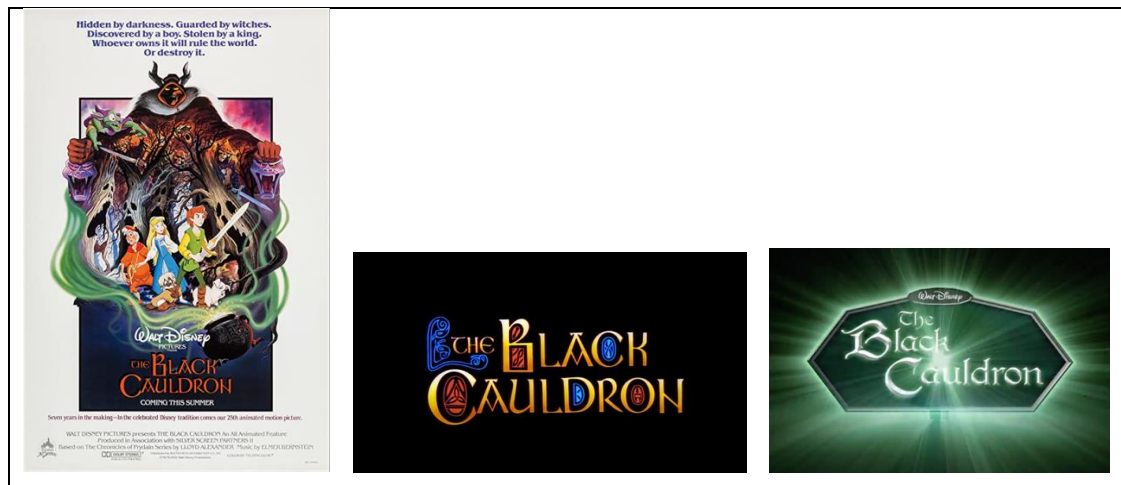 Hidden by darkness. Guarded by witches.
Discovered by a boy. Stolen by a king.
Whoever owns it will rule the world.
Or destroy it.
WALT DISNEY
PICTURES
THE BLACK
CAULDRON
COMING THIS SUMMER
Seven years in the making—In the celebrated Disney tradition comes our 25th animated motion picture.
WALT DISNEY PICTURES presents THE BLACK CAULDRON An All Animated Feature
Produced in Association with SILVER SCREEN PARTNERS II
Based on The Chronicles of Prydain Series by LLOYD ALEXANDER Music by ELMER BERNSTEIN
DOLBY STEREO
THE BLACK
CAULDRON
Walt Disney
The
Black
Cauldron